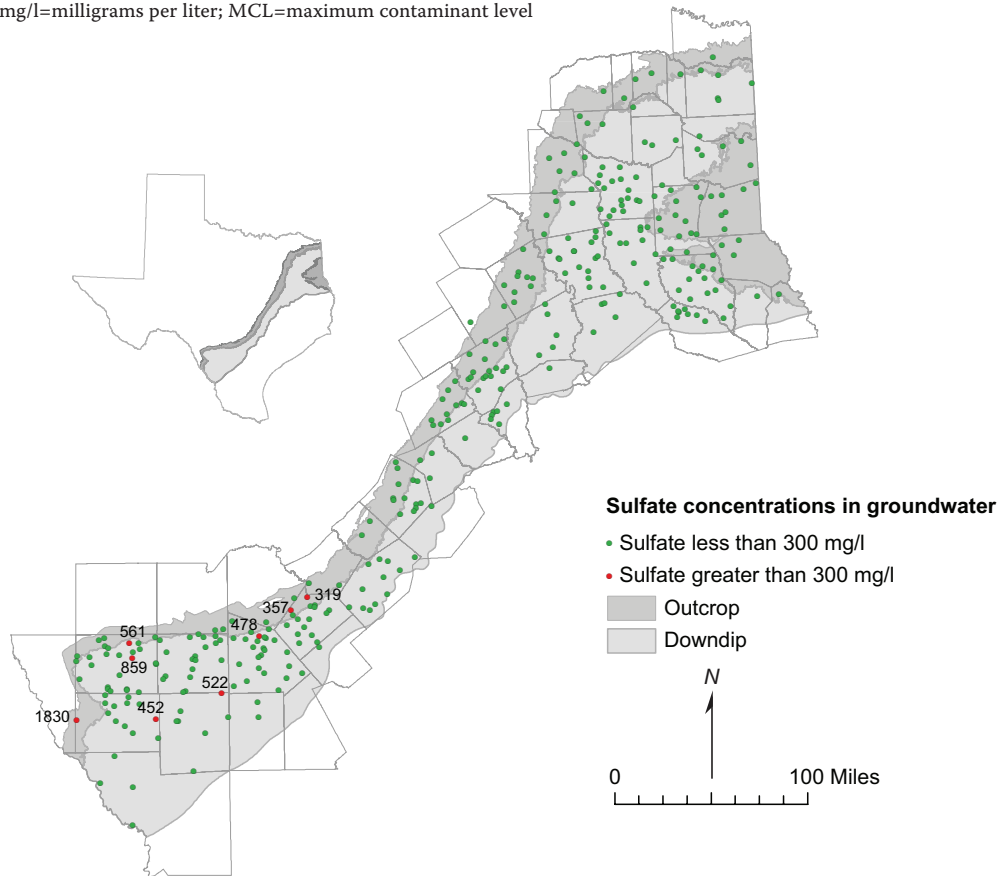 mg/l=milligrams per liter; MCL=maximum contaminant level
Sulfate concentrations in groundwater
Sulfate less than 300 mg/l
Sulfate greater than 300 mg/l
Outcrop
Downdip
319
357
478
561
859
522
452
1830
N
0 100 Miles